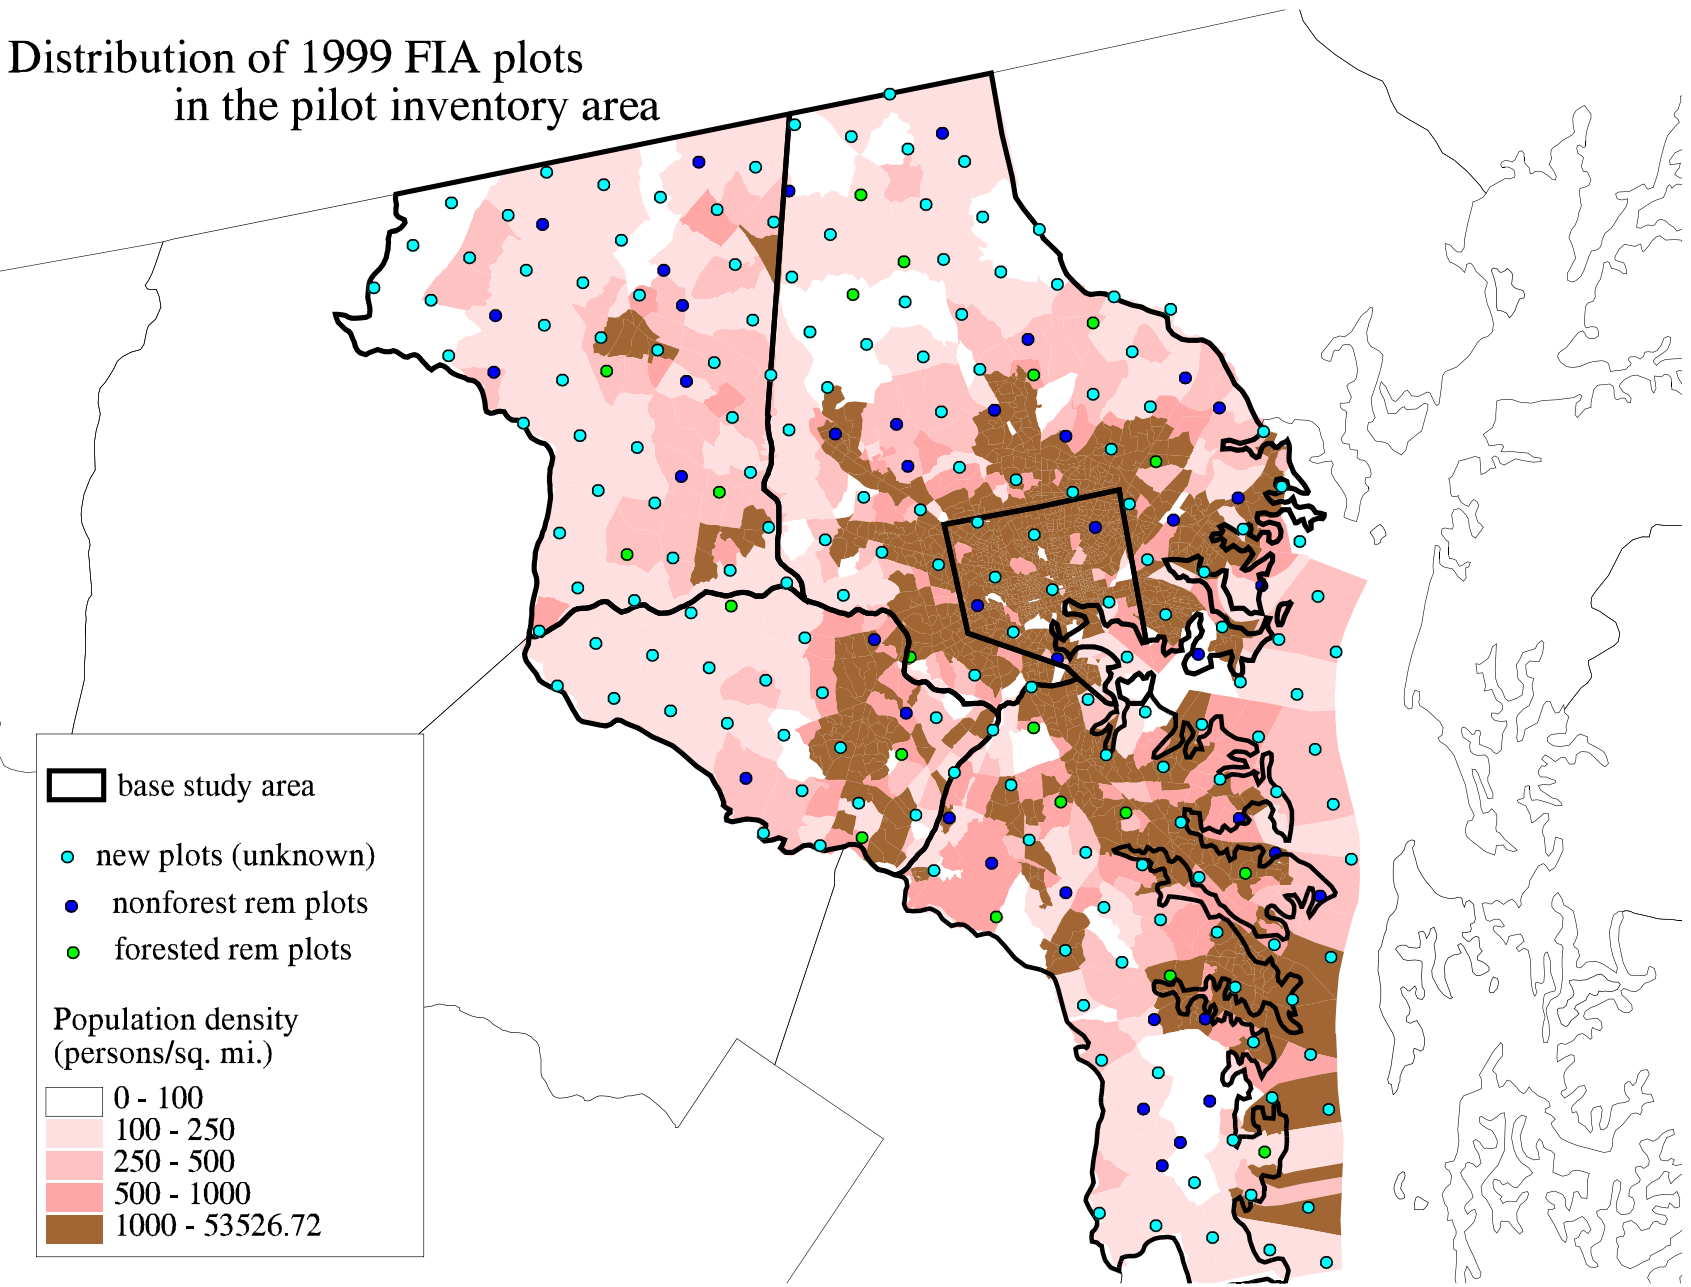 Distribution of 1999 FIA plots
in the pilot inventory area
base study area
new plots (unknown)
nonforest rem plots
forested rem plots
Population density
(persons/sq. mi.)
0 - 100
100 - 250
250 - 500
500 - 1000
1000 - 53526.72